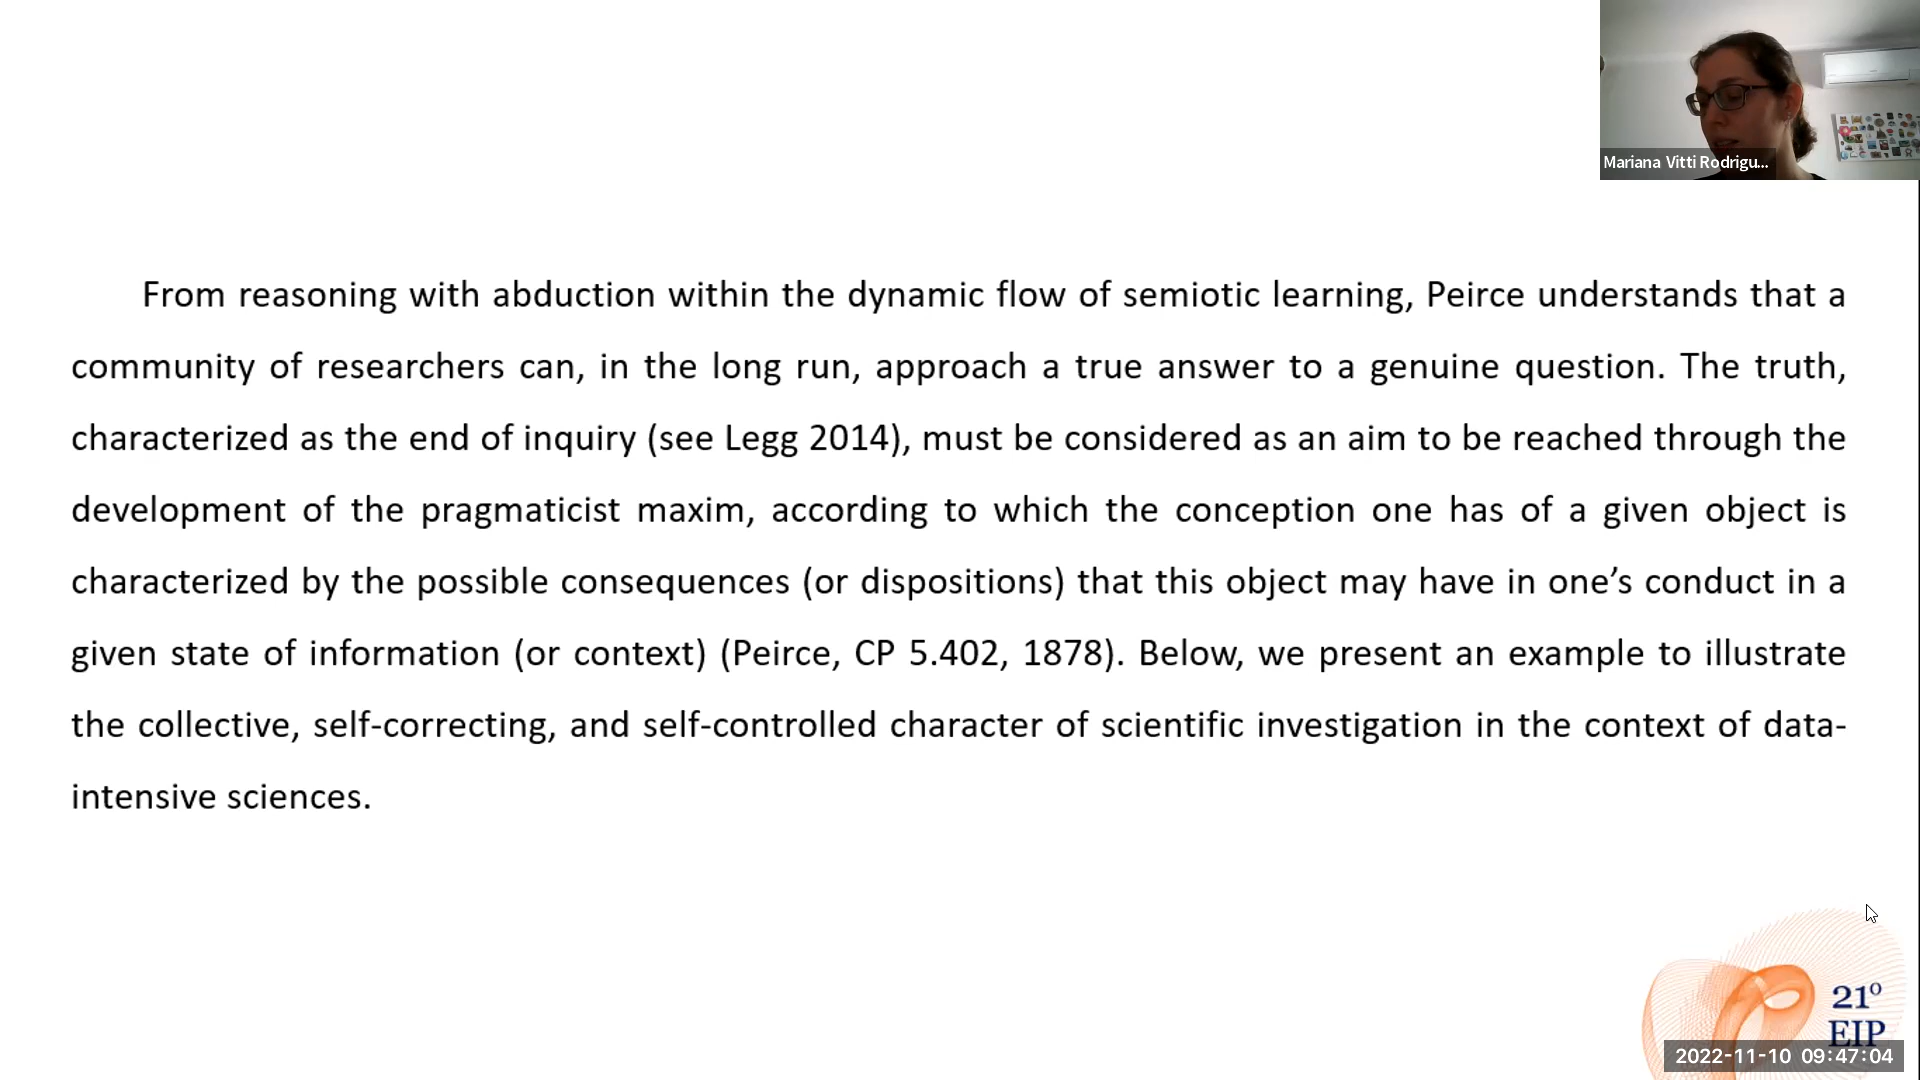 Mariana Vitti Rodrigu...
From reasoning with abduction within the dynamic flow of semiotic learning, Peirce understands that a
community of researchers can, in the long run, approach a true answer to a genuine question. The truth,
characterized as the end of inquiry (see Legg 2014), must be considered as an aim to be reached through the
development of the pragmaticist maxim, according to which the conception one has of a given object is
characterized by the possible consequences (or dispositions) that this object may have in one’s conduct in a
given state of information (or context) (Peirce, CP 5.402, 1878). Below, we present an example to illustrate
the collective, self-correcting, and self-controlled character of scientific investigation in the context of data-
intensive sciences.
21º
EIP
2022-11-10 09:47:04